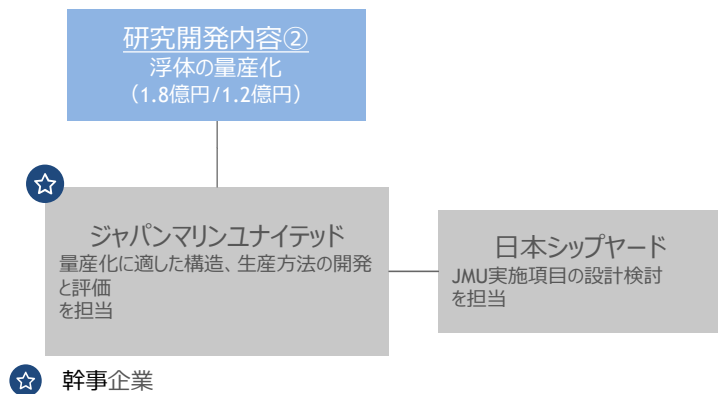 研究開発内容②
浮体の量産化
（1.8億円/1.2億円）
ジャパンマリンユナイテッド
量産化に適した構造、生産方法の開発
と評価
を担当
日本シップヤード
JMU実施項目の設計検討
を担当
幹事企業